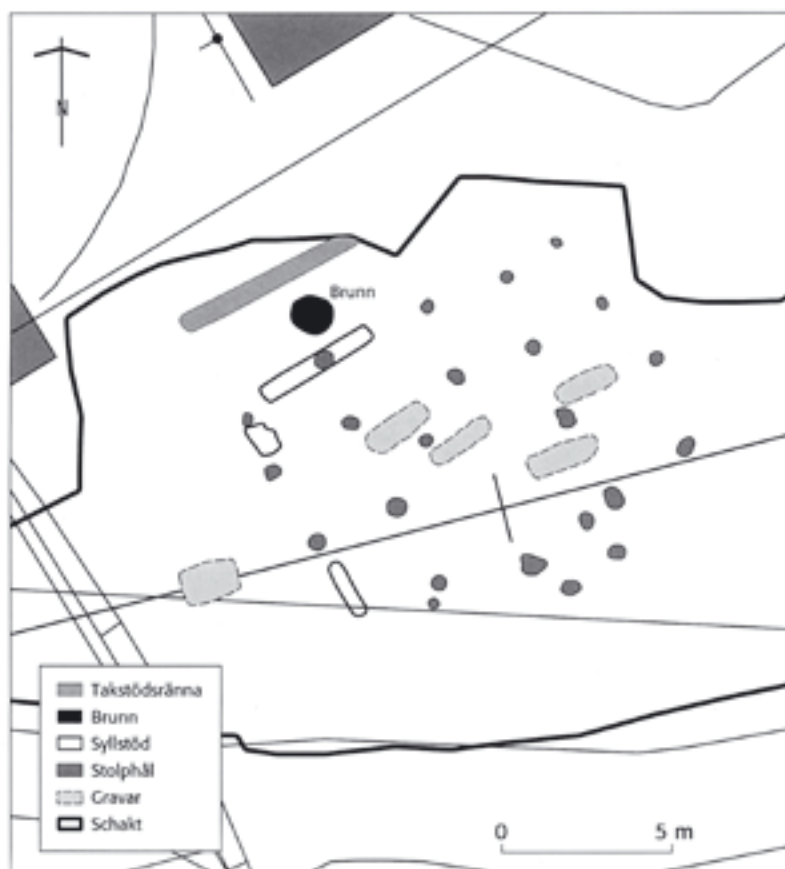 Brunn
Takstödsränna
Brunn
Syllstöd
Stolphål
Gravar
Schakt
0 5 m